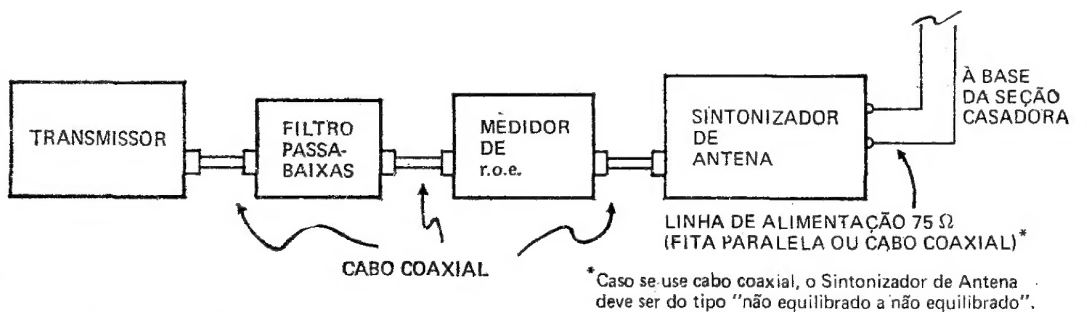 TRANSMISSOR
FILTRO
PASSA-
BAIXAS
MEDIDOR
DE
r.o.e.
SINTONIZADOR
DE
ANTENA
À BASE
DA SEÇÃO
CASADORA
LINHA DE ALIMENTAÇÃO 75 Ω
(FITA PARALELA OU CABO COAXIAL)*
CABO COAXIAL
*Caso se use cabo coaxial, o Sintonizador de Antena
deve ser do tipo "não equilibrado a não equilibrado".